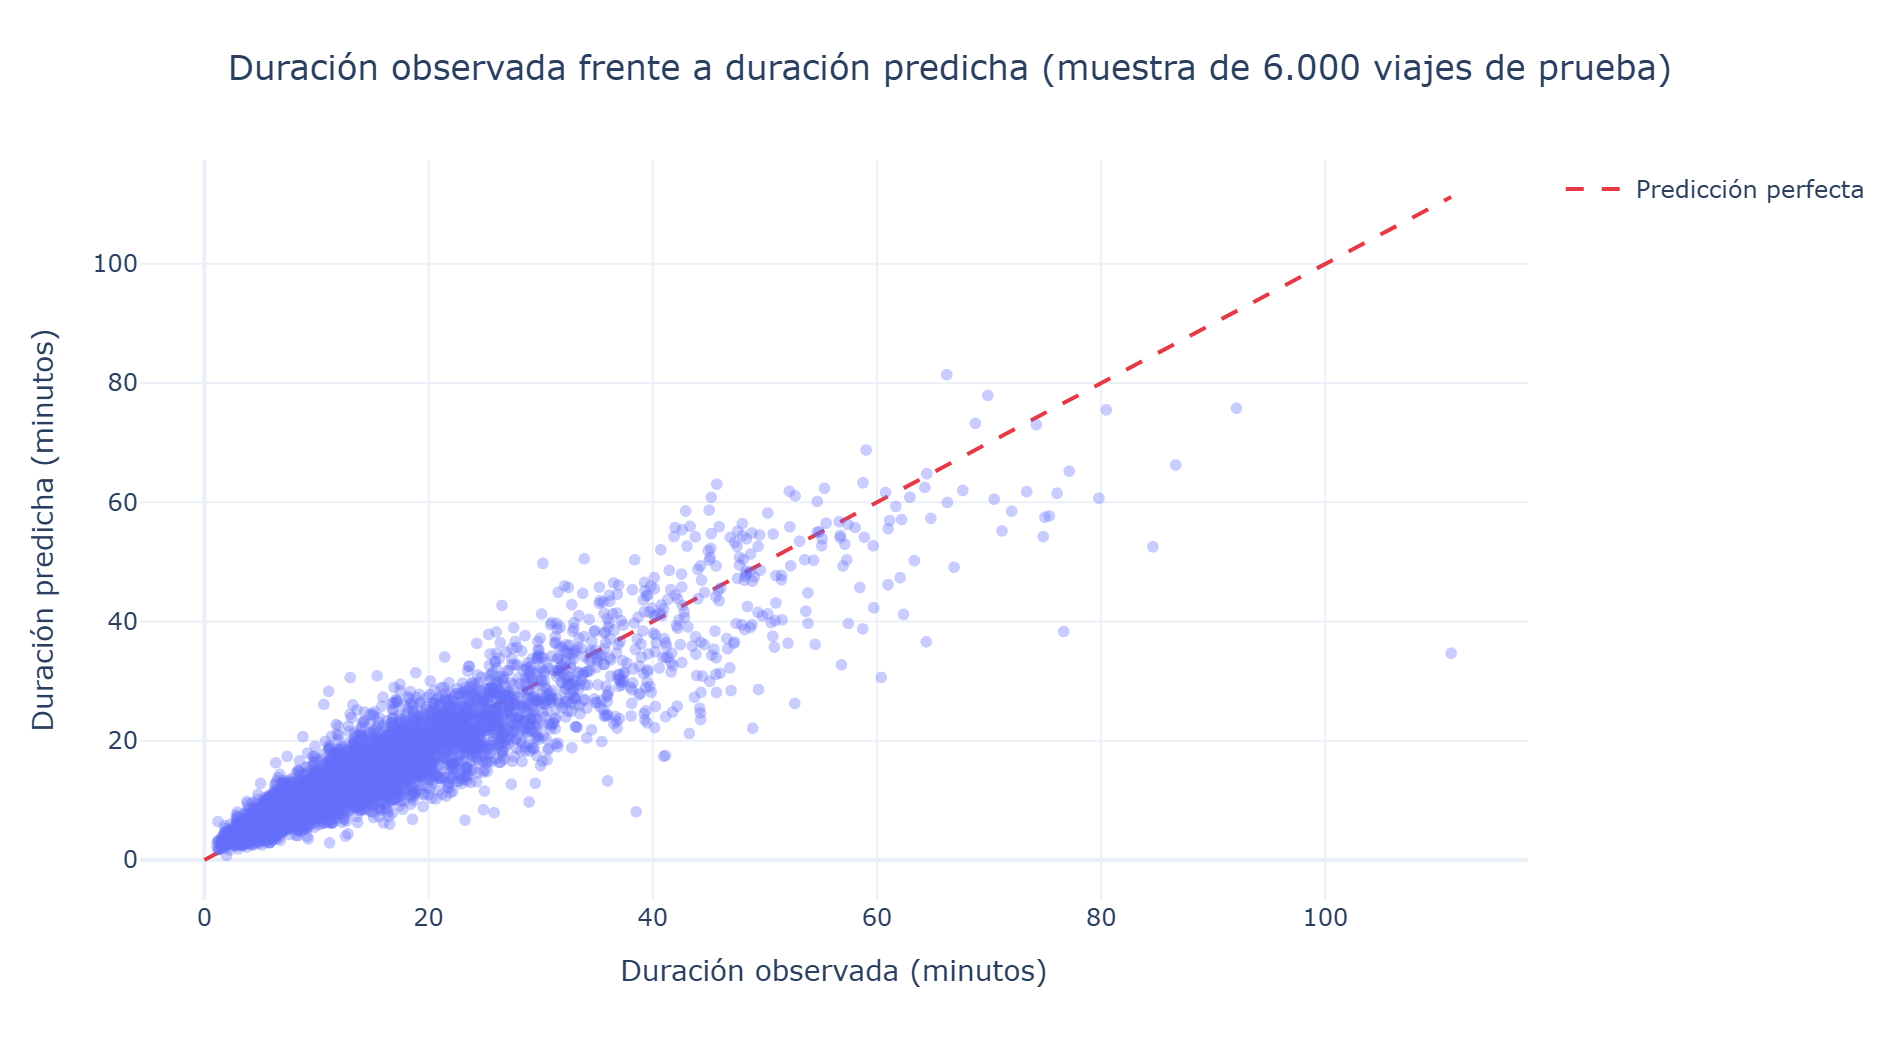 Duración observada frente a duración predicha (muestra de 6.000 viajes de prueba)
Predicción perfecta
Duración predicha (minutos)
100
80
60
40
20
0
0 20 40 60 80 100
Duración observada (minutos)